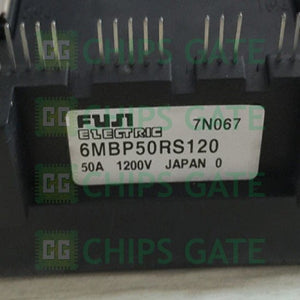 CHIPS GATE
FUJI 7N067
ELECTRIC
6MBP50RS120
50A 1200V JAPAN 0
CHIPS GATE
CHIPS GATE